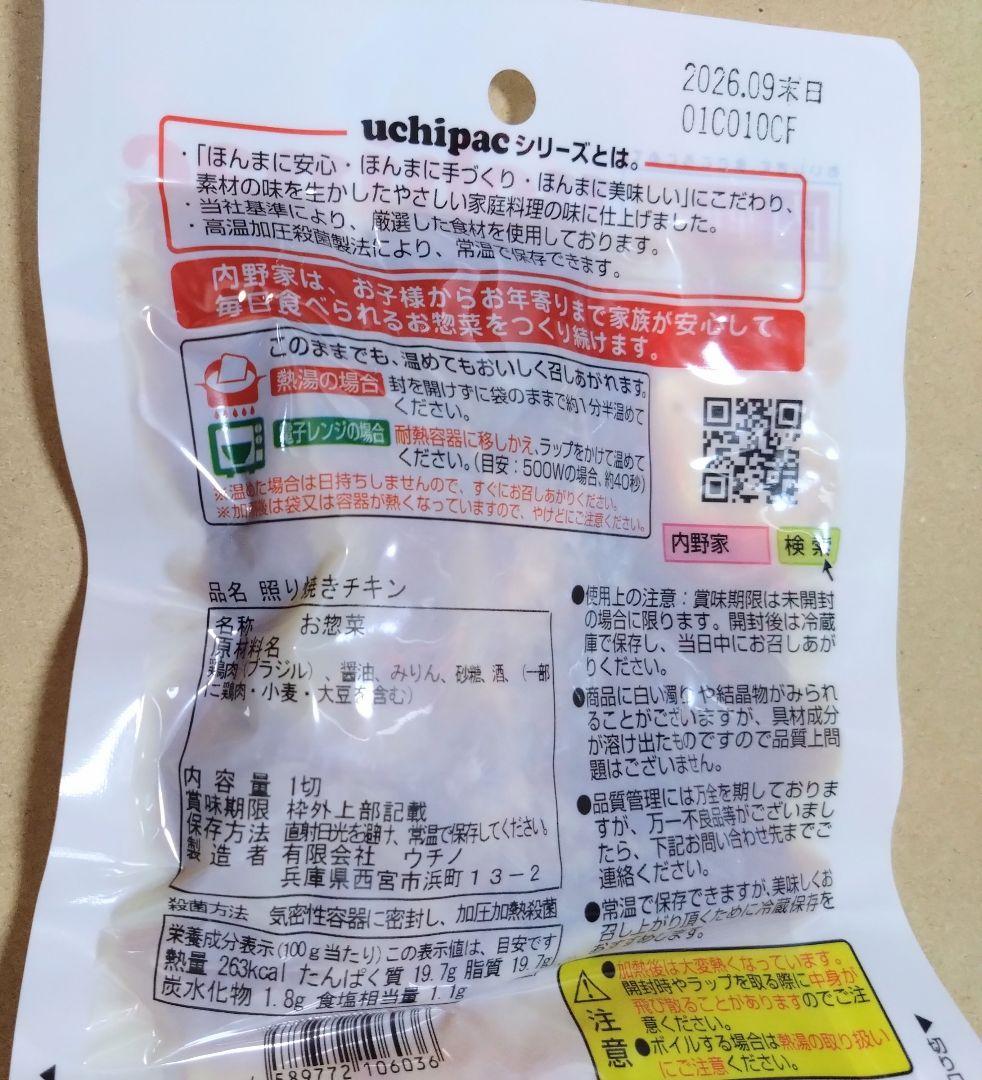 2026.09末日
01C010CF
uchipacシリーズとは。
・「ほんまに安心・ほんまに手づくり・ほんまに美味しい」にこだわり、
素材の味を生かしたやさしい家庭料理の味に仕上げました。
・当社基準により、厳選した食材を使用しております。
・高温加圧殺菌製法により、常温で保存できます。
内野家は、お子様からお年寄りまで家族が安心して
毎日食べられるお惣菜をつくり続けます。
このままでも、温めてもおいしく召しあがれます。
熱湯の場合 封を開けずに袋のままで約1分半温めて
ください。
電子レンジの場合 耐熱容器に移しかえ、ラップをかけて温めて
ください。(目安：500Wの場合、約40秒)
※温めた場合は日持ちしませんので、すぐにお召しあがりください。
※加熱後は袋又は容器が熱くなっていますので、やけどにご注意ください。
内野家 検索
品名 照り焼きチキン
名称 お惣菜
原材料名
鶏肉(ブラジル)、醤油、みりん、砂糖、酒、(一部
に鶏肉・小麦・大豆を含む)
内容量 1切
賞味期限 枠外上部記載
保存方法 直射日光を避け、常温で保存してください。
製造者 有限会社 ウチノ
兵庫県西宮市浜町13-2
殺菌方法 気密性容器に密封し、加圧加熱殺菌
栄養成分表示(100g当たり)この表示値は、目安です
熱量 263kcal たんぱく質 19.7g 脂質 19.7g
炭水化物 1.8g 食塩相当量 1.1g
589772 106036
●使用上の注意：賞味期限は未開封
の場合に限ります。開封後は冷蔵
庫で保存し、当日中にお召しあが
りください。
●商品に白い濁りや結晶物がみられ
ることがございますが、具材成分
が溶け出たものですので品質上問
題はございません。
●品質管理には万全を期しておりま
すが、万一不良品等がございまし
たら、下記お問い合わせ先までご
連絡ください。
●常温で保存できますが、美味しくお
召し上がり頂くために冷蔵保存を
おすすめします。
注意
●加熱後は大変熱くなっています。
開封時やラップを取る際に中身が
飛び散ることがありますのでご注
意ください。
●ボイルする場合は熱湯の取り扱い
にご注意ください。